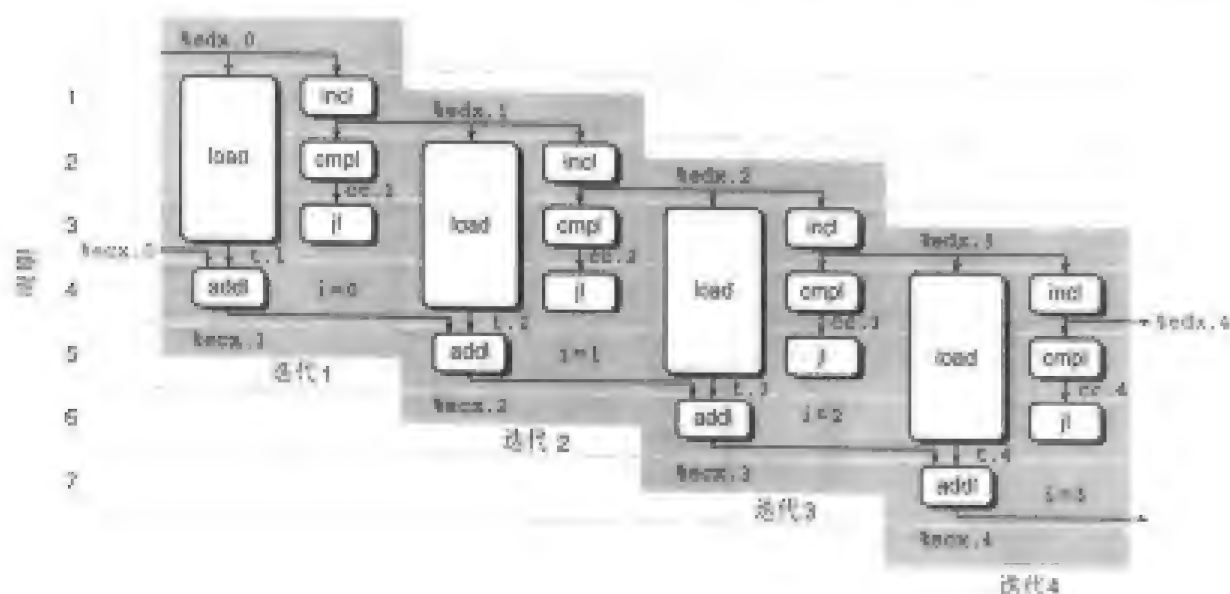 %edx.0
1
incl
%edx.1
load
2
cmpl
incl
%edx.2
cc.1
load
3
jl
cmpl
incl
%edx.3
%ecx.0
t.1
cc.2
load
周期
4
addl
i=0
jl
cmpl
incl
t.2
cc.3
load
%edx.4
5
%ecx.1
addl
i=1
jl
cmpl
迭代1
t.3
cc.4
%ecx.2
6
addl
i=2
jl
迭代2
t.4
%ecx.3
7
addl
i=3
迭代3
%ecx.4
迭代4